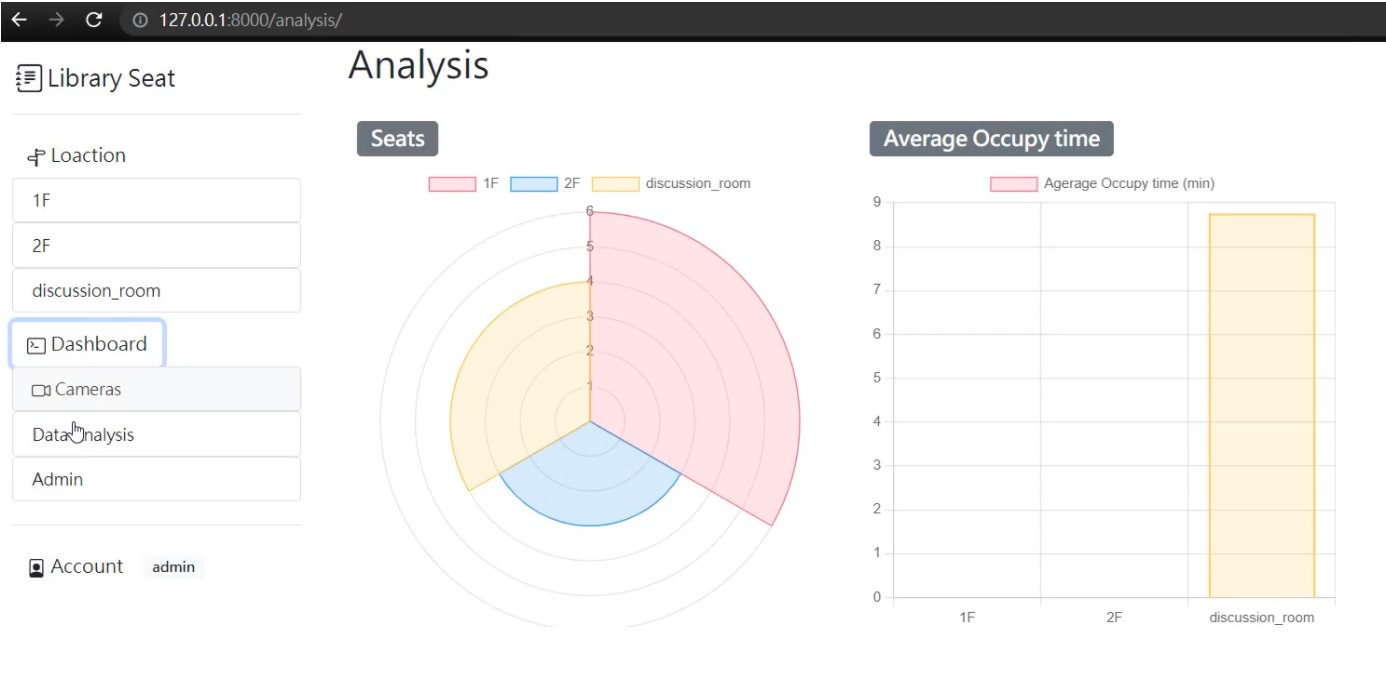 127.0.0.1:8000/analysis/
Library Seat
Loaction
1F
2F
discussion_room
Dashboard
Cameras
Data Analysis
Admin
Account admin
Analysis
Seats
1F 2F discussion_room
6
5
4
3
2
1
Average Occupy time
Agerage Occupy time (min)
9
8
7
6
5
4
3
2
1
0
1F 2F discussion_room